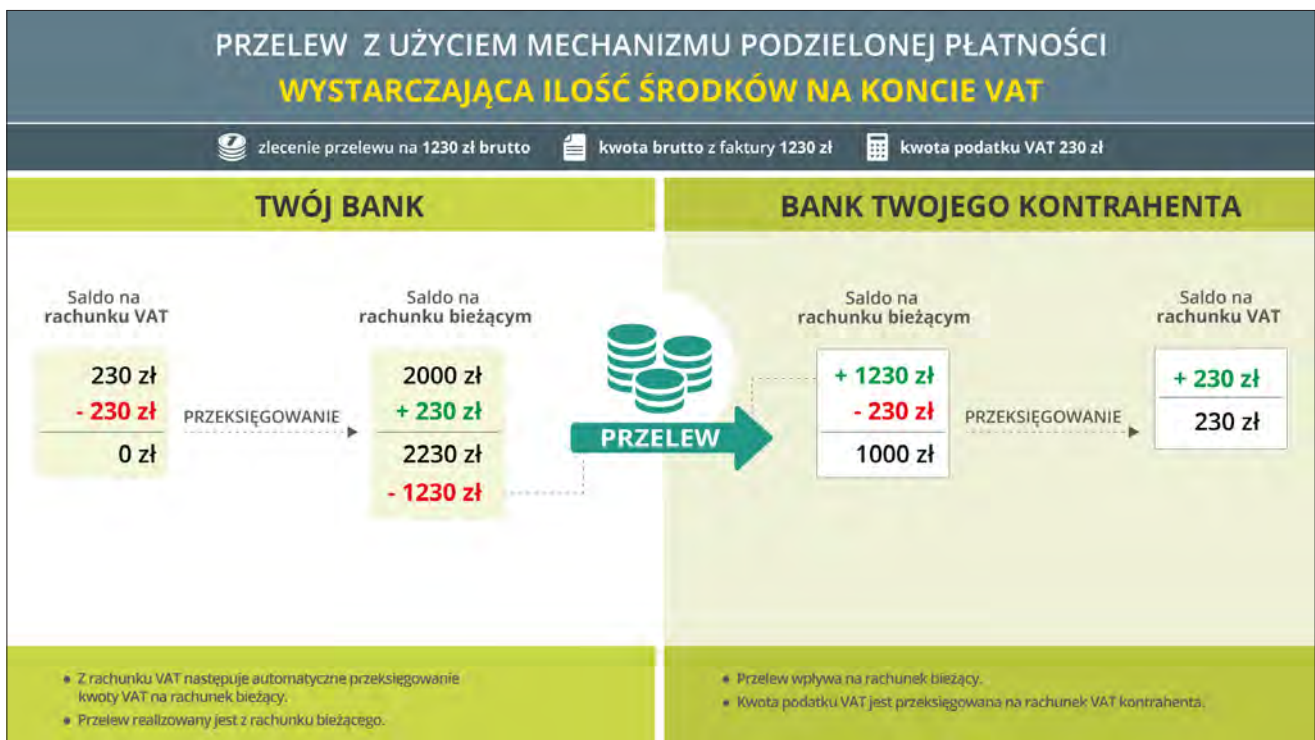 PRZELEW Z UŻYCIEM MECHANIZMU PODZIELONEJ PŁATNOŚCI
WYSTARCZAJĄCA ILOŚĆ ŚRODKÓW NA KONCIE VAT
zlecenie przelewu na 1230 zł brutto
kwota brutto z faktury 1230 zł
kwota podatku VAT 230 zł
TWÓJ BANK
Saldo na
rachunku VAT
230 zł
- 230 zł
0 zł
PRZEKSIĘGOWANIE
Saldo na
rachunku bieżącym
2000 zł
+ 230 zł
2230 zł
- 1230 zł
PRZELEW
BANK TWOJEGO KONTRAHENTA
Saldo na
rachunku bieżącym
+ 1230 zł
- 230 zł
1000 zł
PRZEKSIĘGOWANIE
Saldo na
rachunku VAT
+ 230 zł
230 zł
• Z rachunku VAT następuje automatyczne przeksięgowanie
kwoty VAT na rachunek bieżący.
• Przelew realizowany jest z rachunku bieżącego.
• Przelew wpływa na rachunek bieżący.
• Kwota podatku VAT jest przeksięgowana na rachunek VAT kontrahenta.